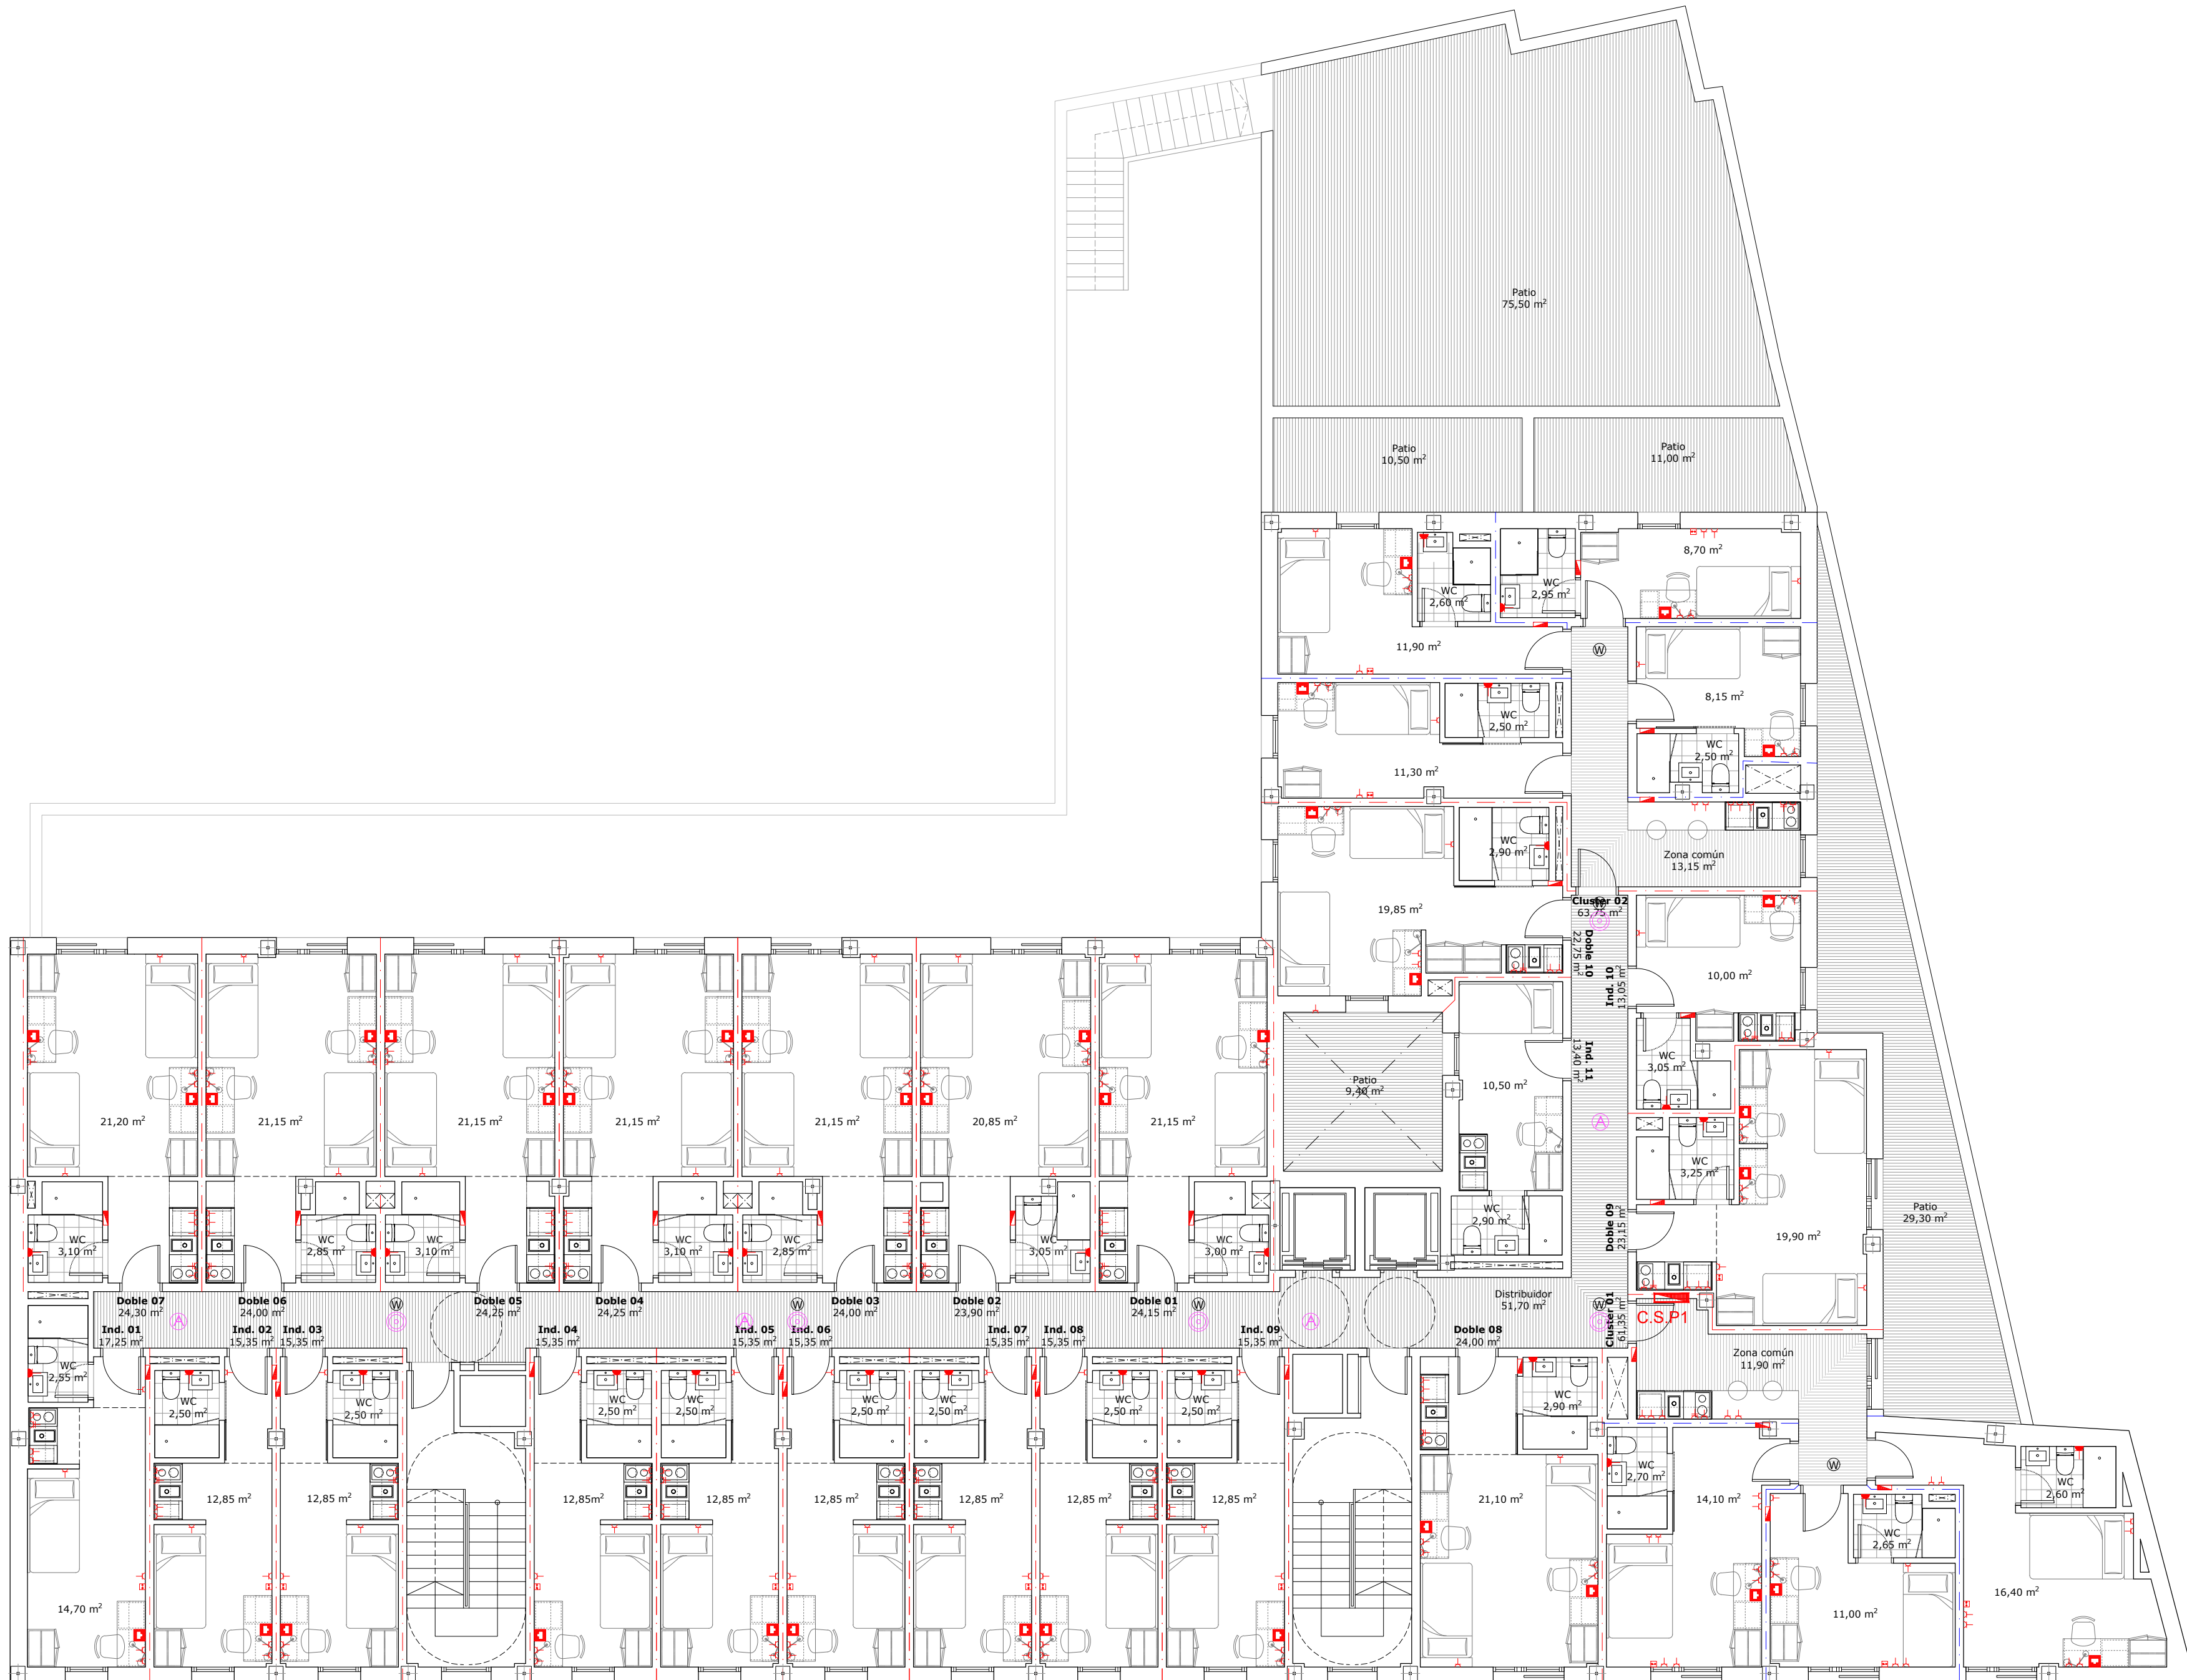 Patio
75,50 m²
Patio
10,50 m²
Patio
11,00 m²
8,70 m²
WC
2,60 m²
WC
2,95 m²
11,90 m²
W
8,15 m²
WC
2,50 m²
WC
2,50 m²
11,30 m²
WC
2,90 m²
Zona común
13,15 m²
19,85 m²
Cluster 02
63,75 m²
W
Doble 10
22,75 m²
Ind. 10
13,05 m²
10,00 m²
Ind. 11
13,40 m²
WC
3,05 m²
Patio
9,40 m²
10,50 m²
A
21,20 m²
21,15 m²
21,15 m²
21,15 m²
21,15 m²
20,85 m²
21,15 m²
WC
3,25 m²
WC
2,90 m²
Doble 09
23,15 m²
19,90 m²
Patio
29,30 m²
WC
3,10 m²
WC
2,85 m²
WC
3,10 m²
WC
3,10 m²
WC
2,85 m²
WC
3,05 m²
WC
3,00 m²
Doble 07
24,30 m²
Doble 06
24,00 m²
Doble 05
24,25 m²
Doble 04
24,25 m²
Doble 03
24,00 m²
Doble 02
23,90 m²
Doble 01
24,15 m²
Distribuidor
51,70 m²
W
W
W
W
A
A
A
Cluster 01
61,35 m²
C.S.P1
Ind. 01
17,25 m²
Ind. 02
15,35 m²
Ind. 03
15,35 m²
Ind. 04
15,35 m²
Ind. 05
15,35 m²
Ind. 06
15,35 m²
Ind. 07
15,35 m²
Ind. 08
15,35 m²
Ind. 09
15,35 m²
Doble 08
24,00 m²
Zona común
11,90 m²
WC
2,55 m²
WC
2,50 m²
WC
2,50 m²
WC
2,50 m²
WC
2,50 m²
WC
2,50 m²
WC
2,50 m²
WC
2,50 m²
WC
2,50 m²
WC
2,90 m²
WC
2,70 m²
W
WC
2,60 m²
12,85 m²
12,85 m²
12,85m²
12,85 m²
12,85 m²
12,85 m²
12,85 m²
12,85 m²
21,10 m²
14,10 m²
WC
2,65 m²
14,70 m²
11,00 m²
16,40 m²